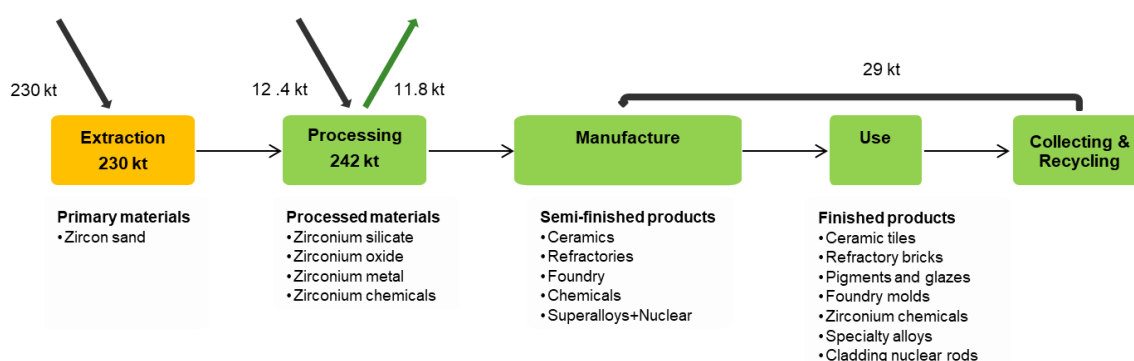 230 kt
12 .4 kt
11.8 kt
29 kt
Extraction
230 kt
Processing
242 kt
Manufacture
Use
Collecting &
Recycling
Primary materials
•Zircon sand
Processed materials
•Zirconium silicate
•Zirconium oxide
•Zirconium metal
•Zirconium chemicals
Semi-finished products
•Ceramics
•Refractories
•Foundry
•Chemicals
•Superalloys+Nuclear
Finished products
•Ceramic tiles
•Refractory bricks
•Pigments and glazes
•Foundry molds
•Zirconium chemicals
•Specialty alloys
•Cladding nuclear rods